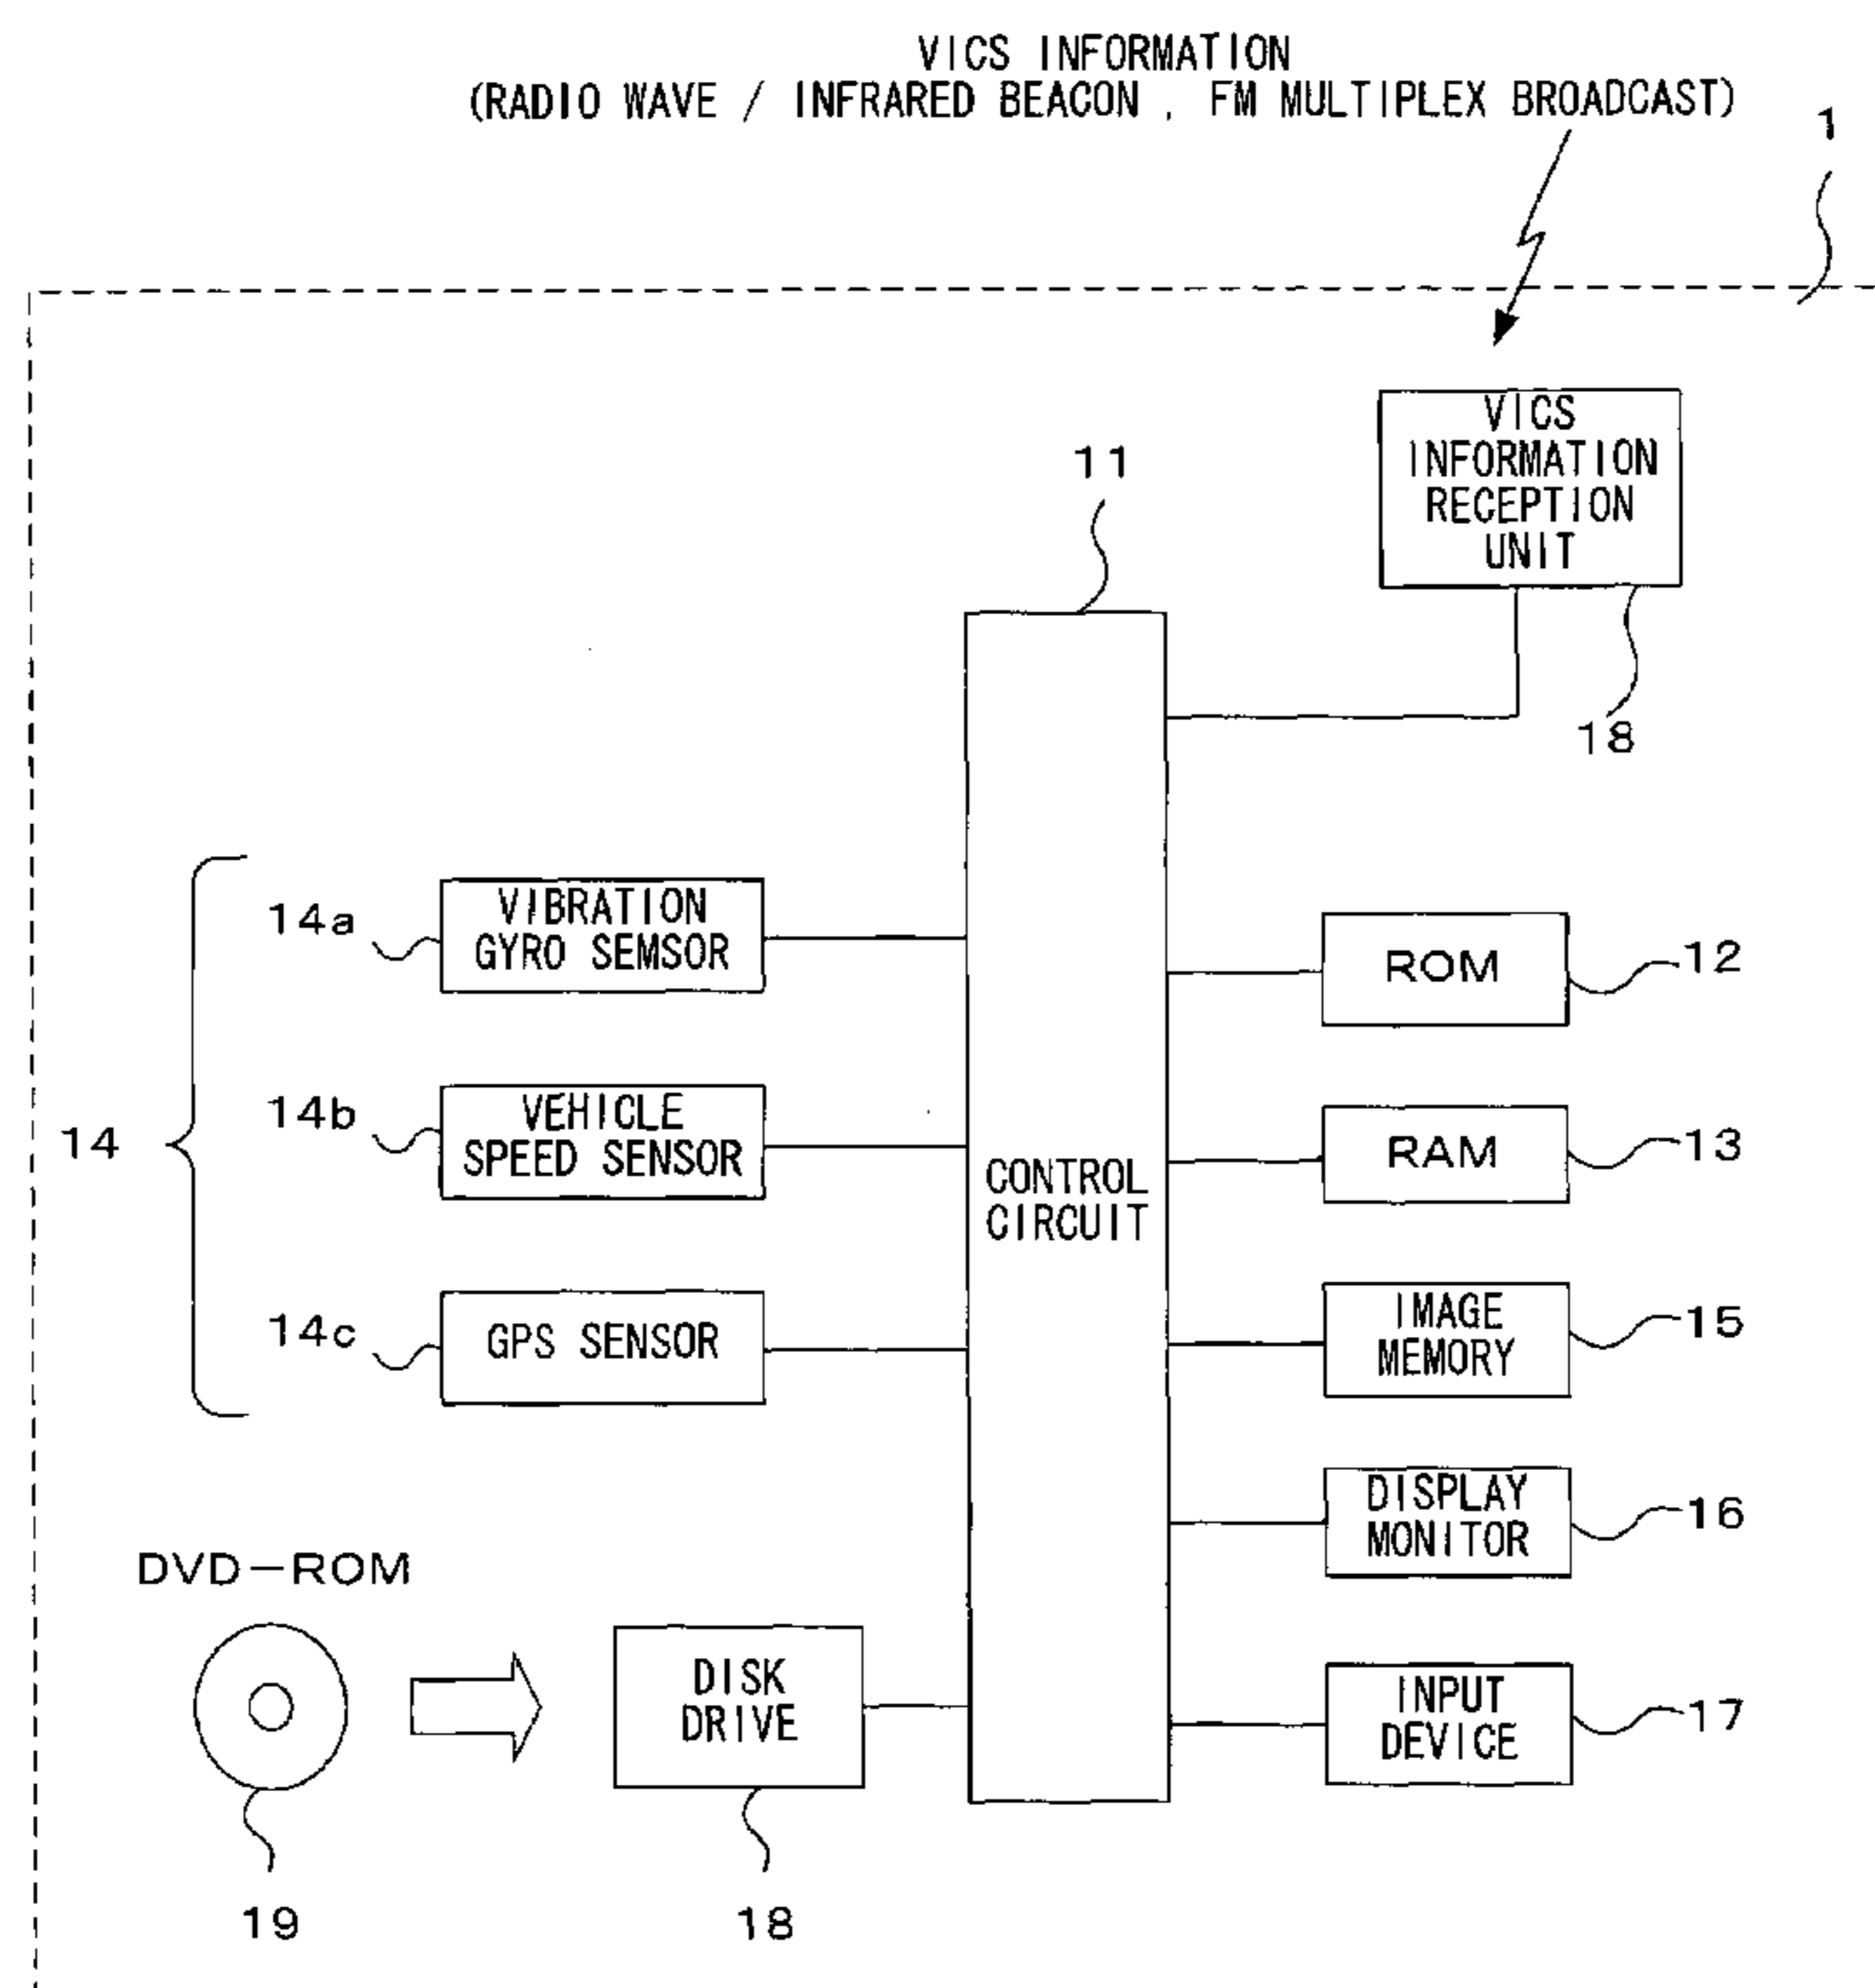 VICS INFORMATION
(RADIO WAVE / INFRARED BEACON , FM MULTIPLEX BROADCAST)
1
VICS
INFORMATION
RECEPTION
UNIT
18
11
CONTROL
CIRCUIT
14
14a
VIBRATION
GYRO SEMSOR
14b
VEHICLE
SPEED SENSOR
14c
GPS SENSOR
ROM
12
RAM
13
IMAGE
MEMORY
15
DISPLAY
MONITOR
16
INPUT
DEVICE
17
DVD-ROM
19
DISK
DRIVE
18